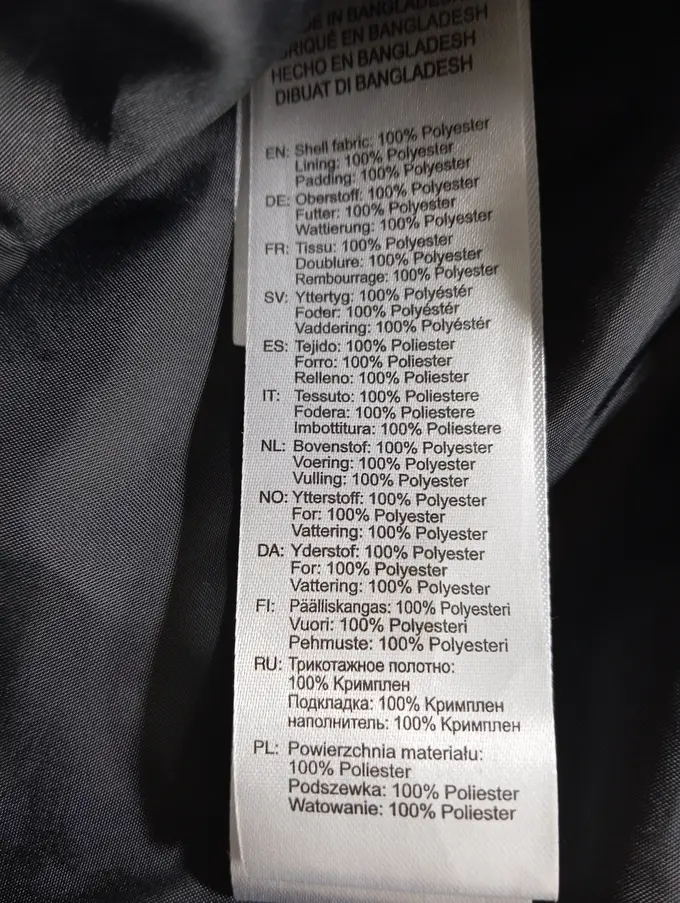 IN BANGLADESH
EN BANGLADESH
HECHO EN BANGLADESH
DIBUAT DI BANGLADESH
EN: Shell fabric: 100% Polyester
Lining: 100% Polyester
Padding: 100% Polyester
DE: Oberstoff: 100% Polyester
Futter: 100% Polyester
Wattierung: 100% Polyester
FR: Tissu: 100% Polyester
Doublure: 100% Polyester
Rembourrage: 100% Polyester
SV: Yttertyg: 100% Polyéstér
Foder: 100% Polyéstér
Vaddering: 100% Polyéstér
ES: Tejido: 100% Poliester
Forro: 100% Poliester
Relleno: 100% Poliester
IT: Tessuto: 100% Poliestere
Fodera: 100% Poliestere
Imbottitura: 100% Poliestere
NL: Bovenstof: 100% Polyester
Voering: 100% Polyester
Vulling: 100% Polyester
NO: Ytterstoff: 100% Polyester
For: 100% Polyester
Vattering: 100% Polyester
DA: Yderstof: 100% Polyester
For: 100% Polyester
Vattering: 100% Polyester
FI: Päälliskangas: 100% Polyesteri
Vuori: 100% Polyesteri
Pehmuste: 100% Polyesteri
RU: Трикотажное полотно:
100% Кримплен
Подкладка: 100% Кримплен
наполнитель: 100% Кримплен
PL: Powierzchnia materiału:
100% Poliester
Podszewka: 100% Poliester
Watowanie: 100% Poliester